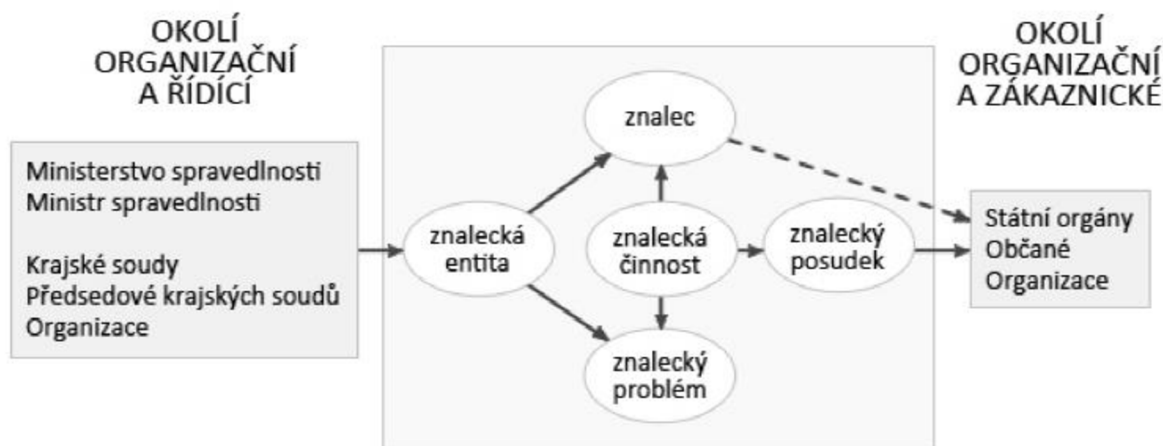 OKOLÍ
ORGANIZAČNÍ
A ŘÍDÍCÍ
Ministerstvo spravedlnosti
Ministr spravedlnosti
Krajské soudy
Předsedové krajských soudů
Organizace
znalec
znalecká
entita
znalecká
činnost
znalecký
posudek
znalecký
problém
OKOLÍ
ORGANIZAČNÍ
A ZÁKAZNICKÉ
Státní orgány
Občané
Organizace